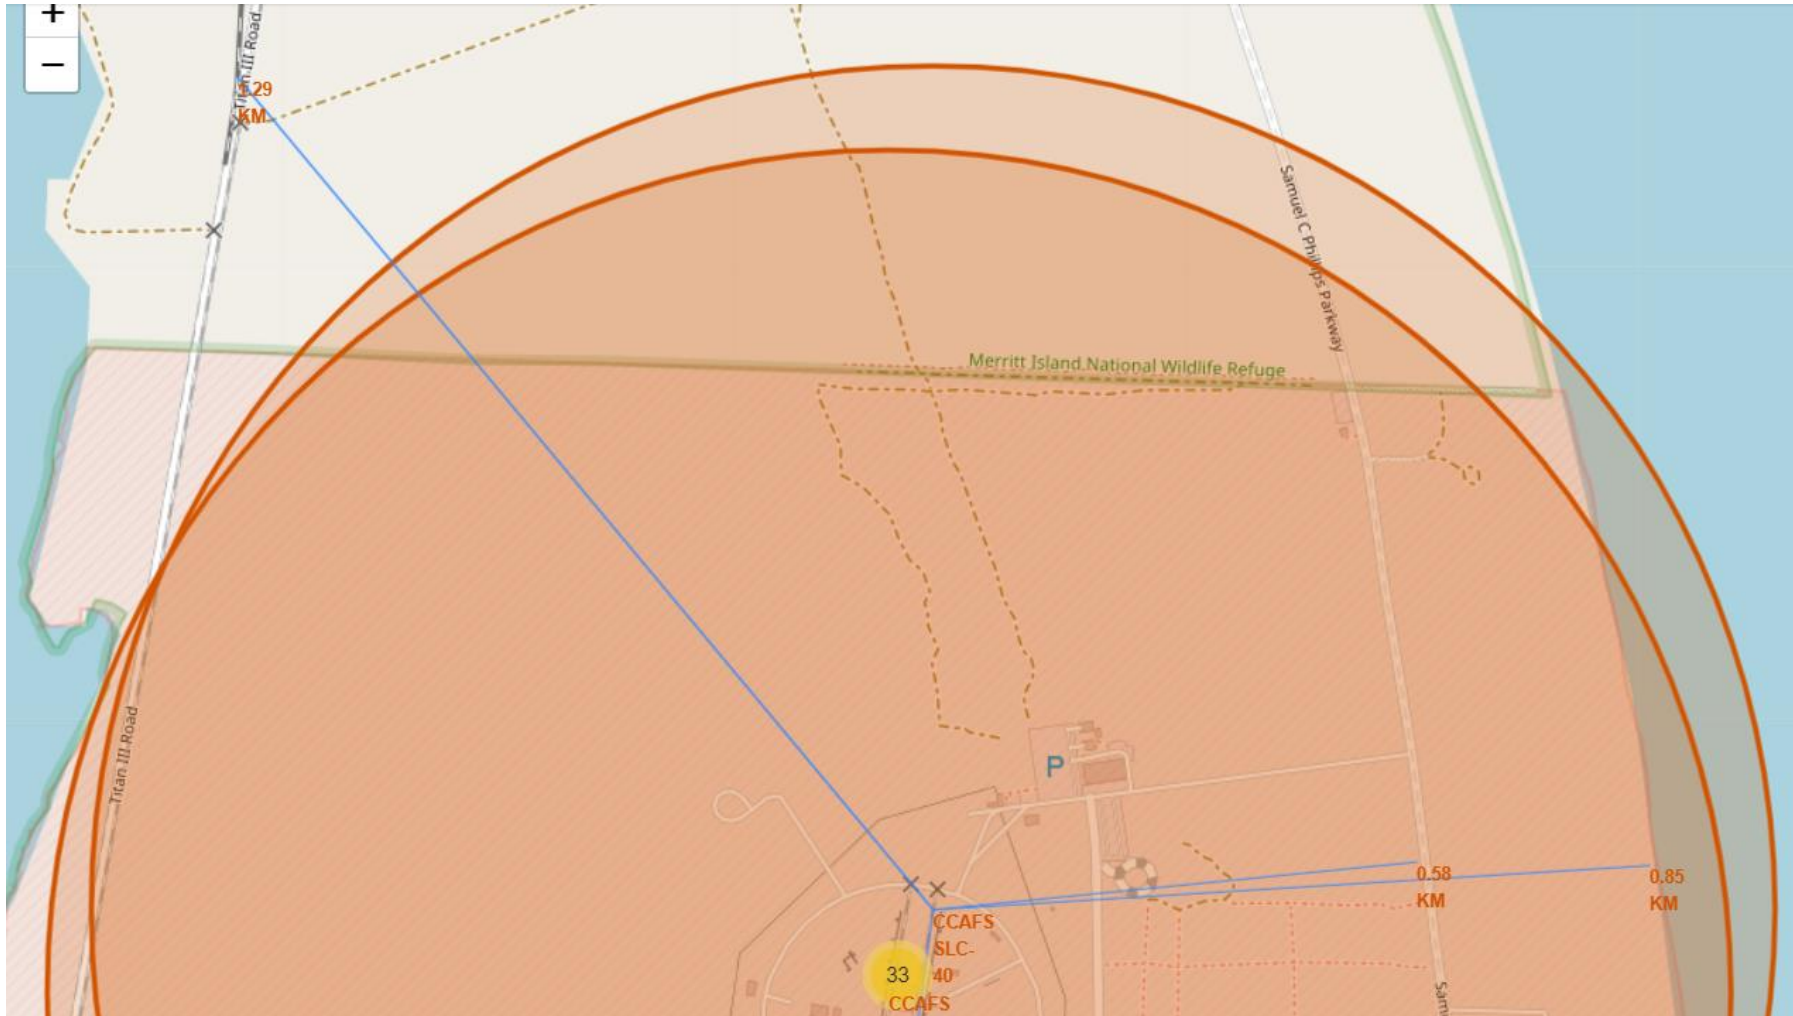 +
−
Titan III Road
1.29
KM
Samuel C Phillips Parkway
Merritt Island National Wildlife Refuge
Titan III Road
P
0.58
KM
0.85
KM
CCAFS
SLC-
40
33
CCAFS
Sam